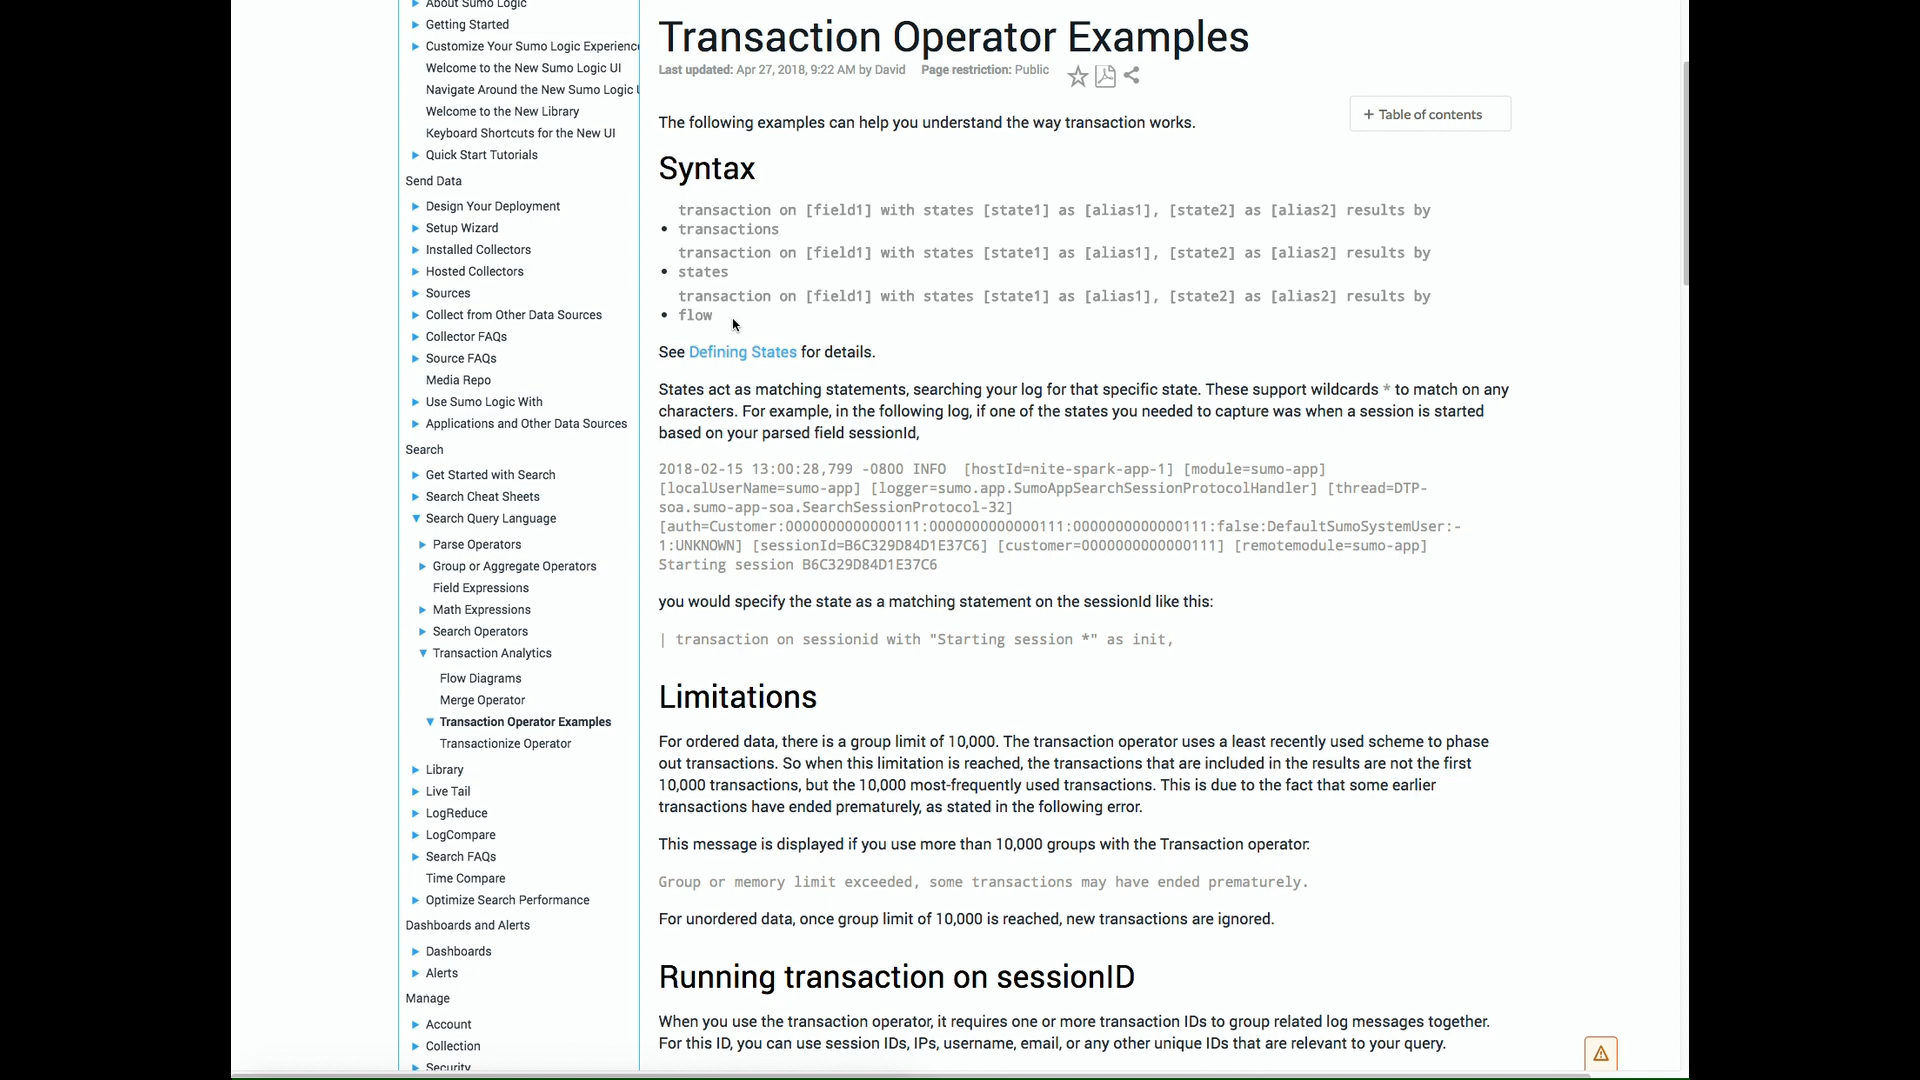 About Sumo Logic
Getting Started
Customize Your Sumo Logic Experience
Welcome to the New Sumo Logic UI
Navigate Around the New Sumo Logic
Welcome to the New Library
Keyboard Shortcuts for the New UI
Quick Start Tutorials
Send Data
Design Your Deployment
Setup Wizard
Installed Collectors
Hosted Collectors
Sources
Collect from Other Data Sources
Collector FAQs
Source FAQs
Media Repo
Use Sumo Logic With
Applications and Other Data Sources
Search
Get Started with Search
Search Cheat Sheets
Search Query Language
Parse Operators
Group or Aggregate Operators
Field Expressions
Math Expressions
Search Operators
Transaction Analytics
Flow Diagrams
Merge Operator
Transaction Operator Examples
Transactionize Operator
Library
Live Tail
LogReduce
LogCompare
Search FAQs
Time Compare
Optimize Search Performance
Dashboards and Alerts
Dashboards
Alerts
Manage
Account
Collection
Security
Transaction Operator Examples
Last updated: Apr 27, 2018, 9:22 AM by David Page restriction: Public
+ Table of contents
The following examples can help you understand the way transaction works.
Syntax
transaction on [field1] with states [state1] as [alias1], [state2] as [alias2] results by
• transactions
transaction on [field1] with states [state1] as [alias1], [state2] as [alias2] results by
• states
transaction on [field1] with states [state1] as [alias1], [state2] as [alias2] results by
• flow
See Defining States for details.
States act as matching statements, searching your log for that specific state. These support wildcards * to match on any
characters. For example, in the following log, if one of the states you needed to capture was when a session is started
based on your parsed field sessionId,
2018-02-15 13:00:28,799 -0800 INFO [hostId=nite-spark-app-1] [module=sumo-app]
[localUserName=sumo-app] [logger=sumo.app.SumoAppSearchSessionProtocolHandler] [thread=DTP-
soa.sumo-app-soa.SearchSessionProtocol-32]
[auth=Customer:0000000000000111:0000000000000111:0000000000000111:false:DefaultSumoSystemUser:-
1:UNKNOWN] [sessionId=B6C329D84D1E37C6] [customer=0000000000000111] [remotemodule=sumo-app]
Starting session B6C329D84D1E37C6
you would specify the state as a matching statement on the sessionId like this:
| transaction on sessionid with "Starting session *" as init,
Limitations
For ordered data, there is a group limit of 10,000. The transaction operator uses a least recently used scheme to phase
out transactions. So when this limitation is reached, the transactions that are included in the results are not the first
10,000 transactions, but the 10,000 most-frequently used transactions. This is due to the fact that some earlier
transactions have ended prematurely, as stated in the following error.
This message is displayed if you use more than 10,000 groups with the Transaction operator:
Group or memory limit exceeded, some transactions may have ended prematurely.
For unordered data, once group limit of 10,000 is reached, new transactions are ignored.
Running transaction on sessionID
When you use the transaction operator, it requires one or more transaction IDs to group related log messages together.
For this ID, you can use session IDs, IPs, username, email, or any other unique IDs that are relevant to your query.